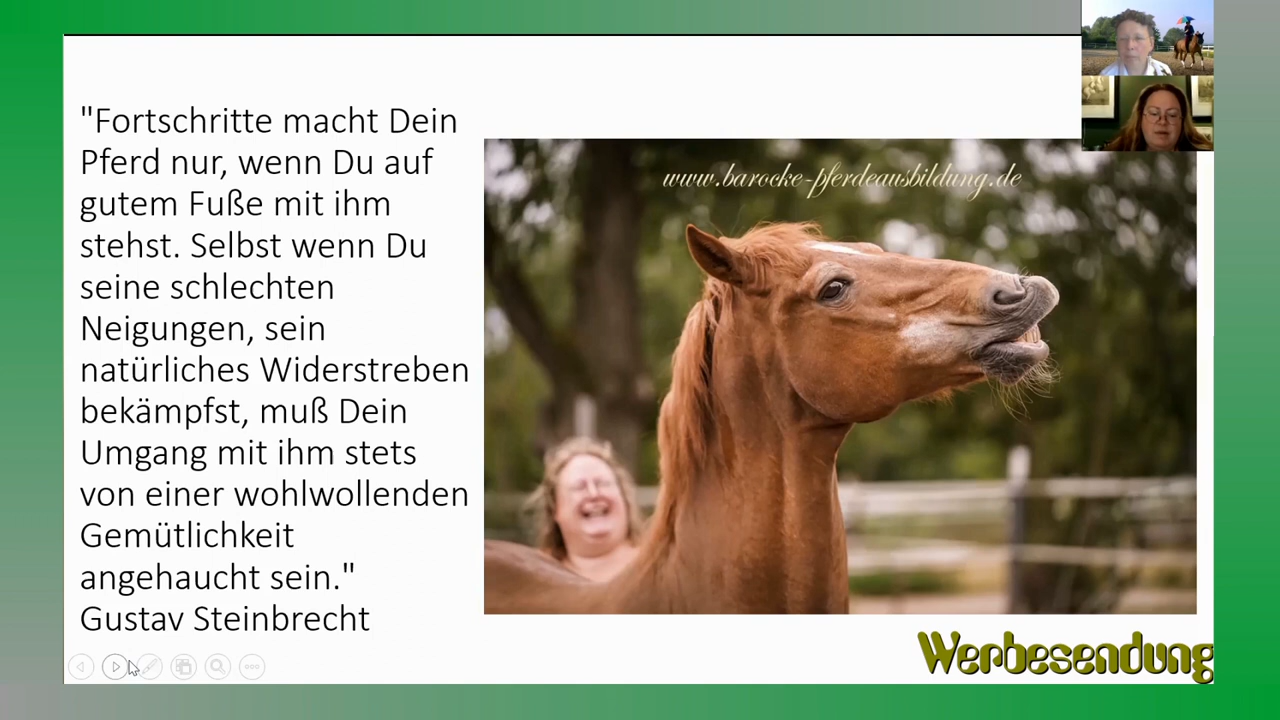 "Fortschritte macht Dein
Pferd nur, wenn Du auf
gutem Fuße mit ihm
stehst. Selbst wenn Du
seine schlechten
Neigungen, sein
natürliches Widerstreben
bekämpfst, muß Dein
Umgang mit ihm stets
von einer wohlwollenden
Gemütlichkeit
angehaucht sein."
Gustav Steinbrecht
www.barocke-pferdeausbildung.de
Werbesendung